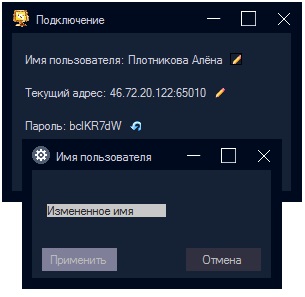 Подключение
Имя пользователя: Плотникова Алёна
Текущий адрес: 46.72.20.122:65010
Пароль: bclKR7dW
Имя пользователя
Измененное имя
Применить Отмена